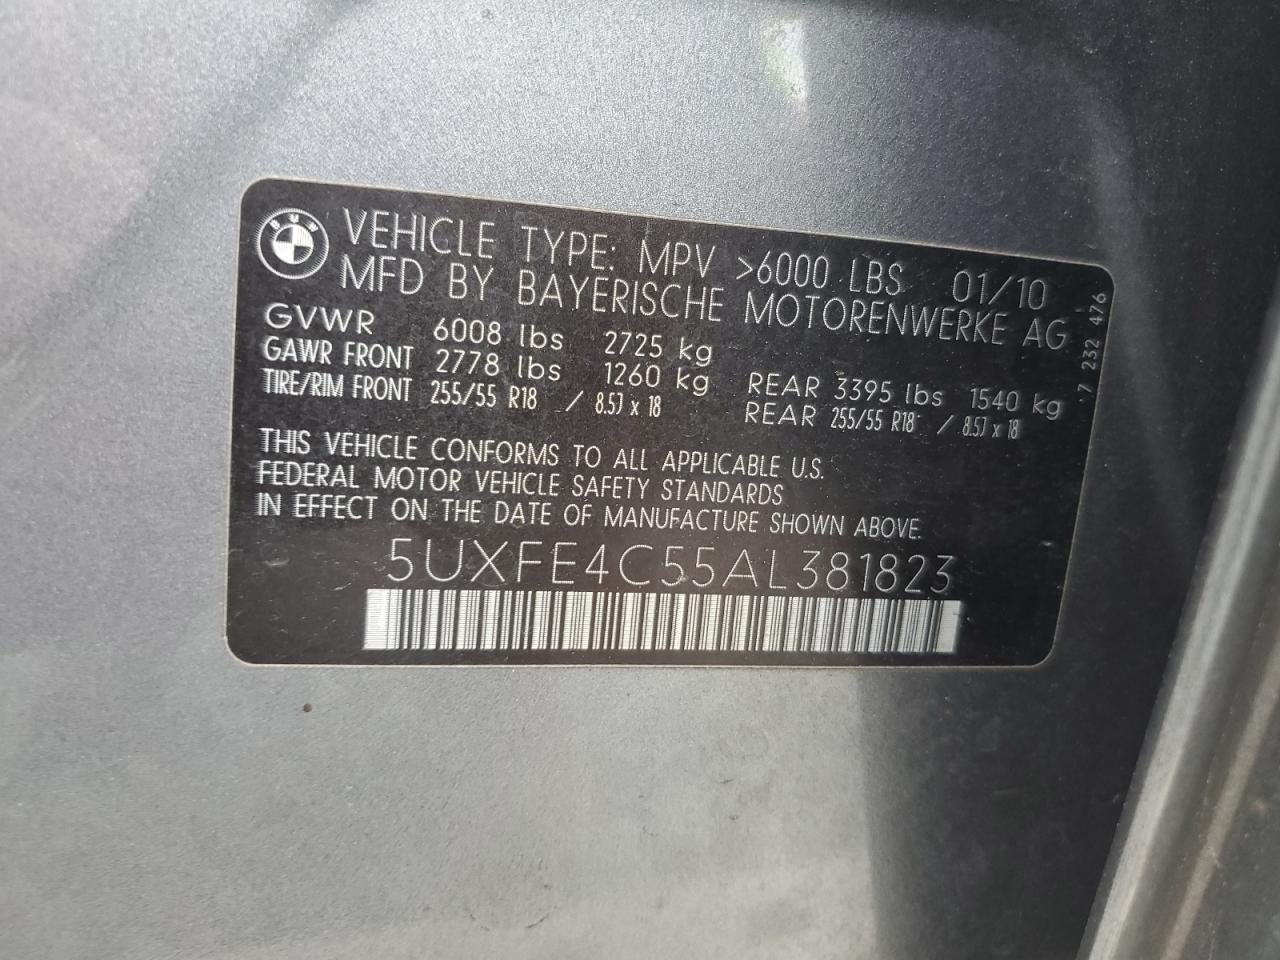 BMW
VEHICLE TYPE: MPV >6000 LBS 01/10
MFD BY BAYERISCHE MOTORENWERKE AG
GVWR 6008 lbs 2725 kg
GAWR FRONT 2778 lbs 1260 kg REAR 3395 lbs 1540 kg
TIRE/RIM FRONT 255/55 R18 / 8.5J x 18 REAR 255/55 R18 / 8.5J x 18
THIS VEHICLE CONFORMS TO ALL APPLICABLE U.S.
FEDERAL MOTOR VEHICLE SAFETY STANDARDS
IN EFFECT ON THE DATE OF MANUFACTURE SHOWN ABOVE.
5UXFE4C55AL381823
7 232 476